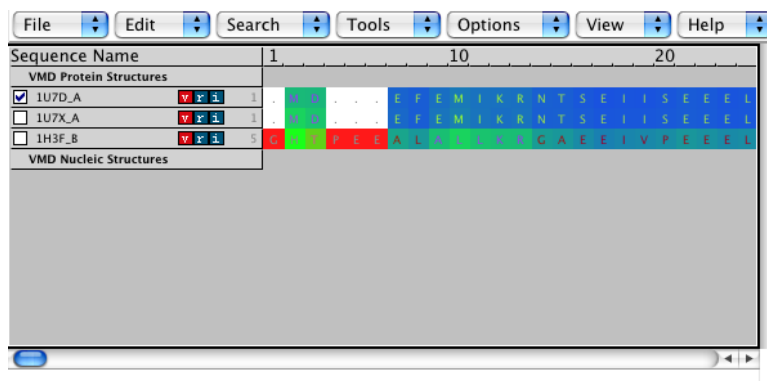 File Edit Search Tools Options View Help
Sequence Name 1 10 20
VMD Protein Structures
1U7D_A v r i 1 . M D . . . E F E M I K R N T S E I I S E E E L
1U7X_A v r i 1 . M D . . . E F E M I K R N T S E I I S E E E L
1H3F_B v r i 5 G H T P E E A L A L L K R G A E E I V P E E E L
VMD Nucleic Structures